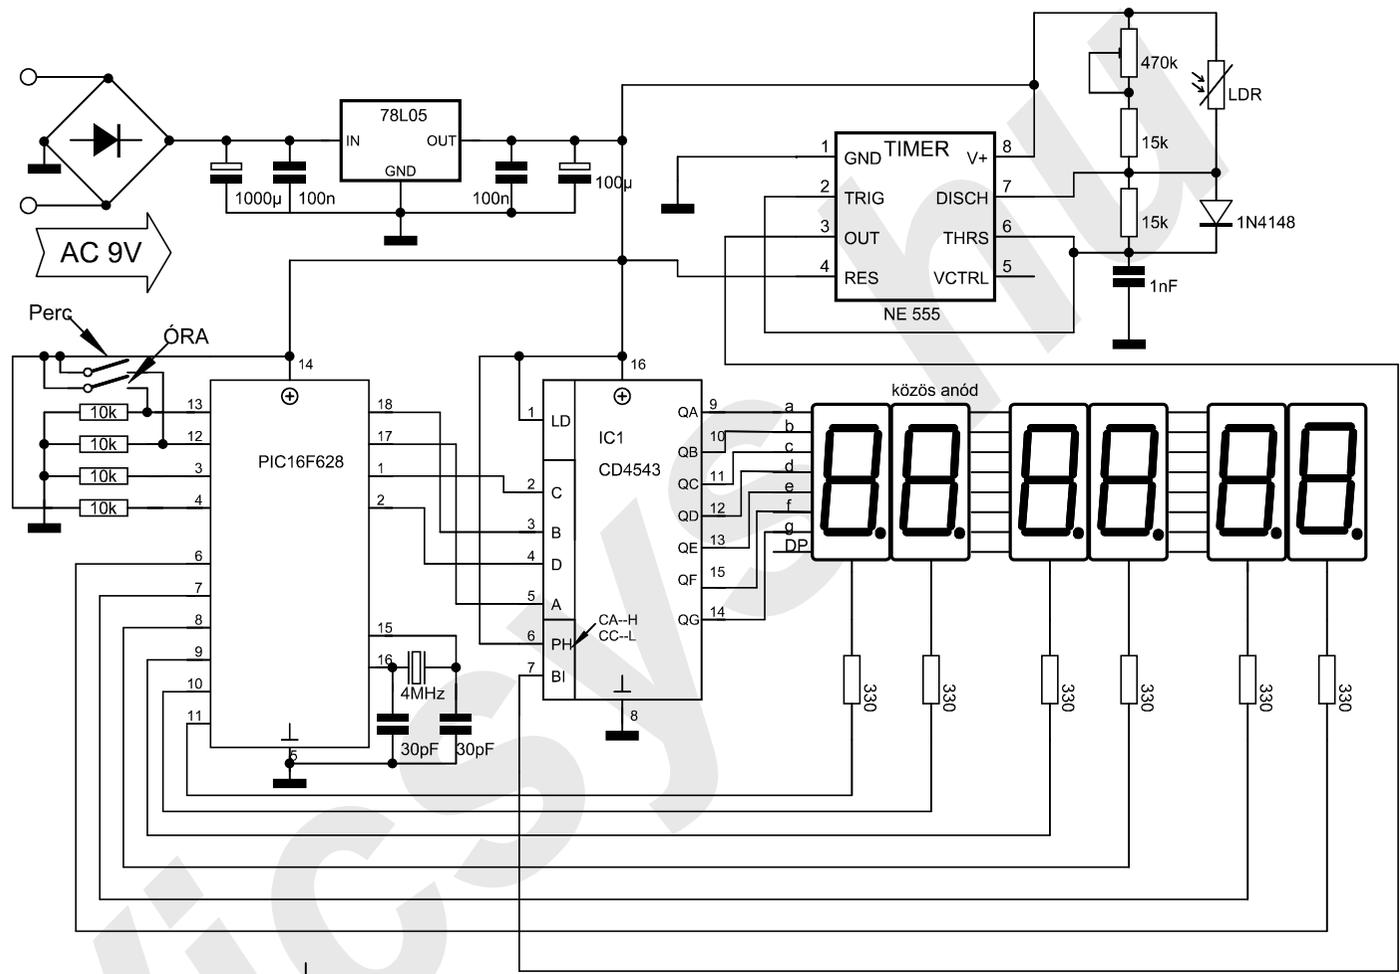 78L05
IN
OUT
GND
1000µ
100n
100n
100µ
AC 9V
470k
LDR
15k
15k
1N4148
1nF
TIMER
1
GND
V+
8
2
TRIG
DISCH
7
3
OUT
THRS
6
4
RES
VCTRL
5
NE 555
Perc
ÓRA
14
10k
13
10k
12
10k
3
10k
4
PIC16F628
18
17
1
2
6
7
8
9
10
11
15
16
4MHz
30pF
30pF
5
16
1
LD
IC1
CD4543
2
C
3
B
4
D
5
A
6
PH
7
BI
CA--H
CC--L
8
QA
9
QB
10
QC
11
QD
12
QE
13
QF
15
QG
14
közös anód
a
b
c
d
e
f
g
DP
330
330
330
330
330
330
Vicsys.hu